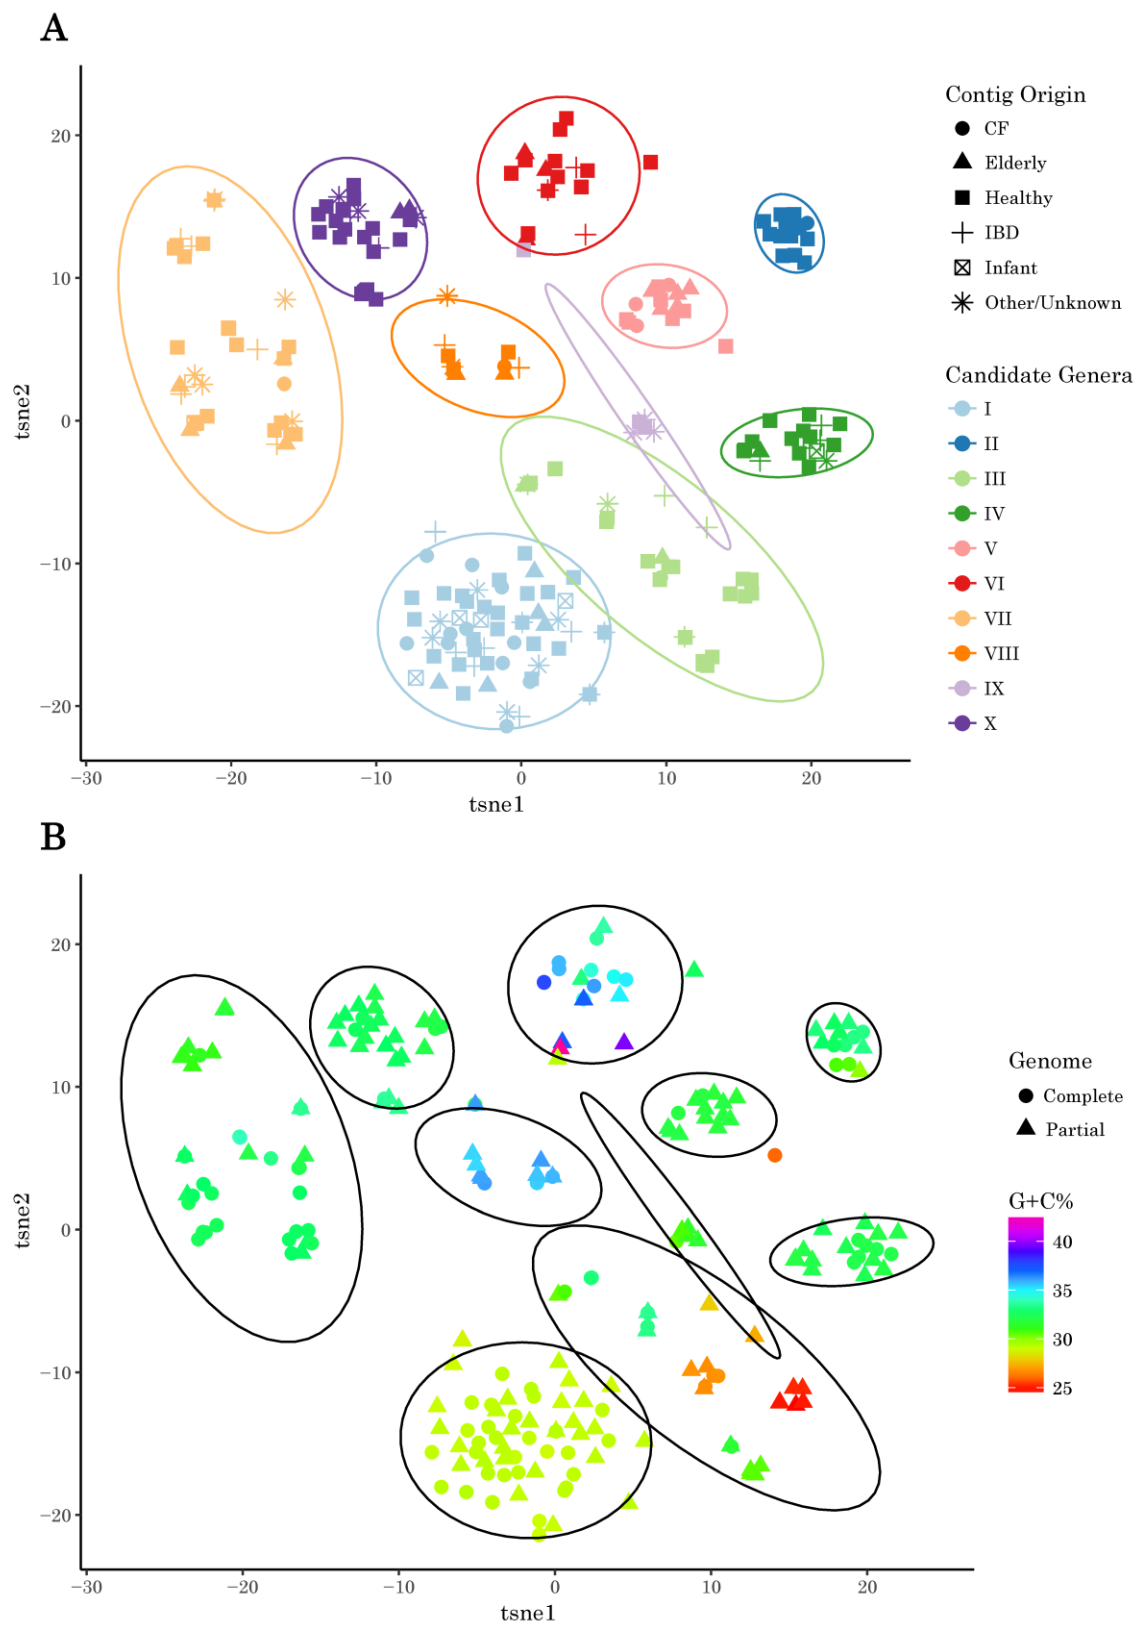 A
Contig Origin
CF
Elderly
Healthy
IBD
Infant
Other/Unknown
Candidate Genera
I
II
III
IV
V
VI
VII
VIII
IX
X
tsne2
20
10
0
−10
−20
−30
−20
−10
0
10
20
tsne1
B
Genome
Complete
Partial
G+C%
40
35
30
25
tsne2
20
10
0
−10
−20
−30
−20
−10
0
10
20
tsne1